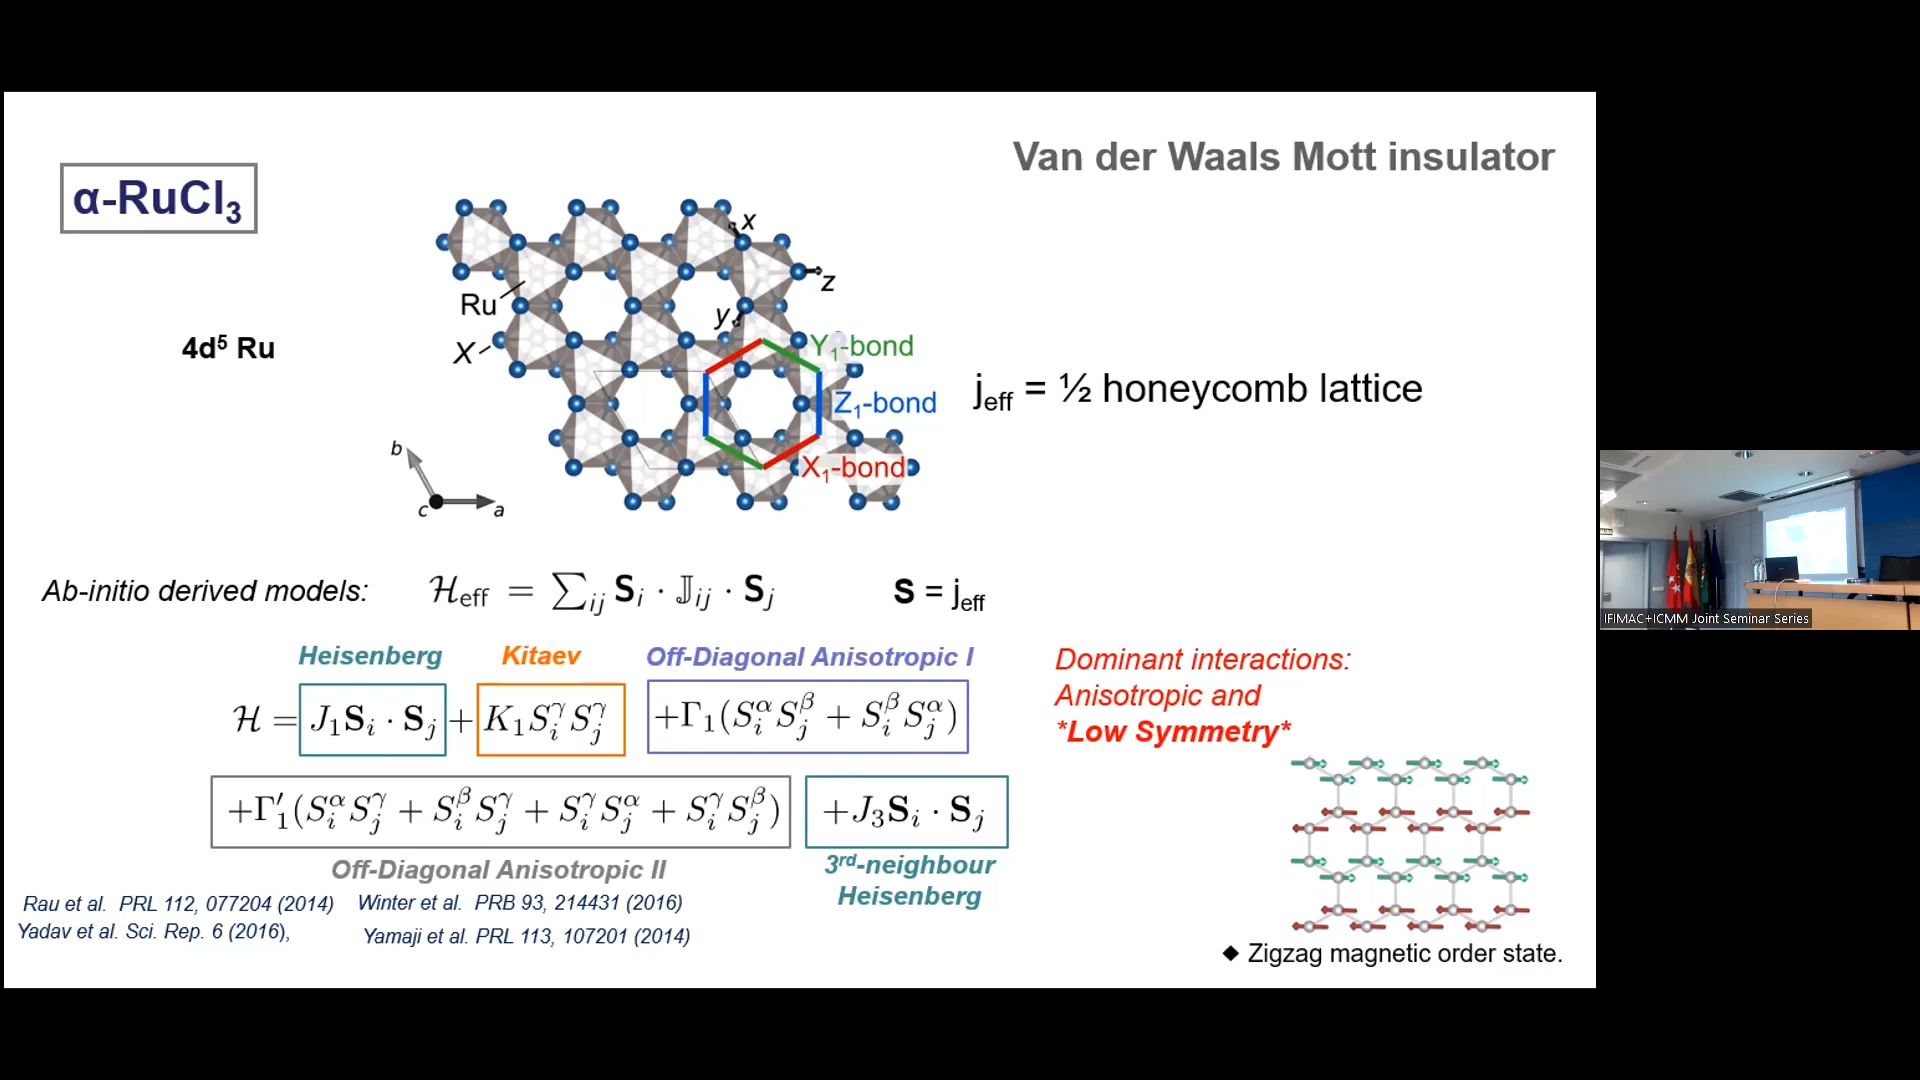 Van der Waals Mott insulator
α-RuCl₃
x
z
Ru
y
4d⁵ Ru
X
Y₁-bond
j_eff = ½ honeycomb lattice
Z₁-bond
b
X₁-bond
c
a
Ab-initio derived models: ℋ_eff = ∑_ij 𝐒_i · 𝕁_ij · 𝐒_j S = j_eff
Heisenberg Kitaev Off-Diagonal Anisotropic I
ℋ = J₁𝐒_i · 𝐒_j + K₁S_i^γ S_j^γ +Γ₁(S_i^α S_j^β + S_i^β S_j^α)
Dominant interactions:
Anisotropic and
*Low Symmetry*
+Γ′₁(S_i^α S_j^γ + S_i^β S_j^γ + S_i^γ S_j^α + S_i^γ S_j^β) +J₃𝐒_i · 𝐒_j
Off-Diagonal Anisotropic II
3rd-neighbour
Heisenberg
Rau et al. PRL 112, 077204 (2014) Winter et al. PRB 93, 214431 (2016)
Yadav et al. Sci. Rep. 6 (2016), Yamaji et al. PRL 113, 107201 (2014)
◆ Zigzag magnetic order state.
IFIMAC+ICMM Joint Seminar Series